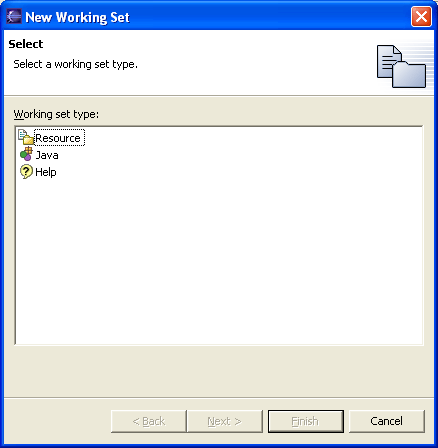 New Working Set
Select
Select a working set type.
Working set type:
Resource
Java
Help
< Back Next > Finish Cancel